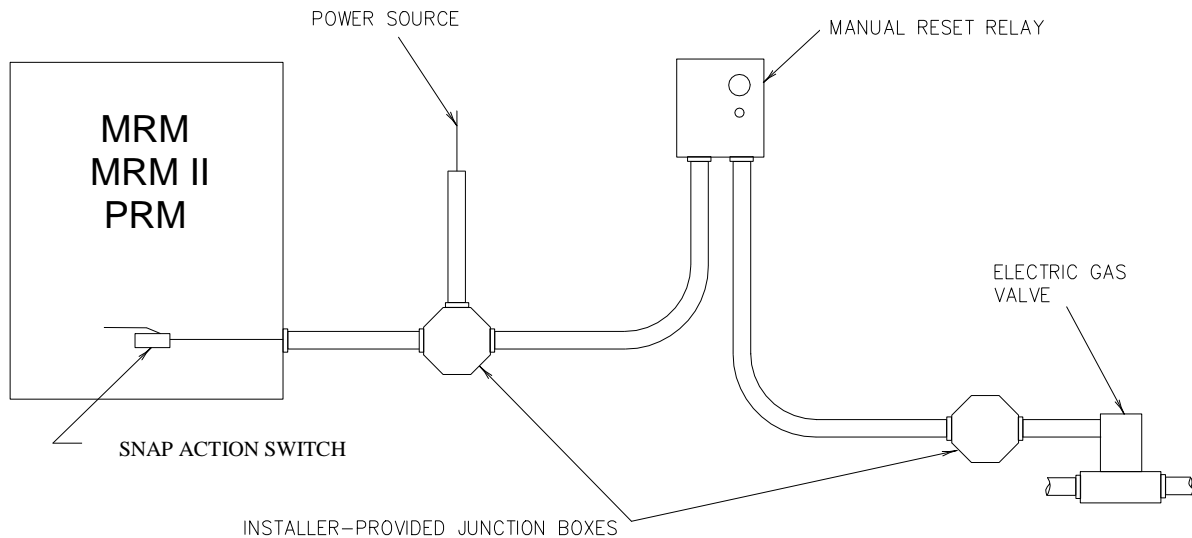 POWER SOURCE
MANUAL RESET RELAY
MRM
MRM II
PRM
ELECTRIC GAS
VALVE
SNAP ACTION SWITCH
INSTALLER-PROVIDED JUNCTION BOXES